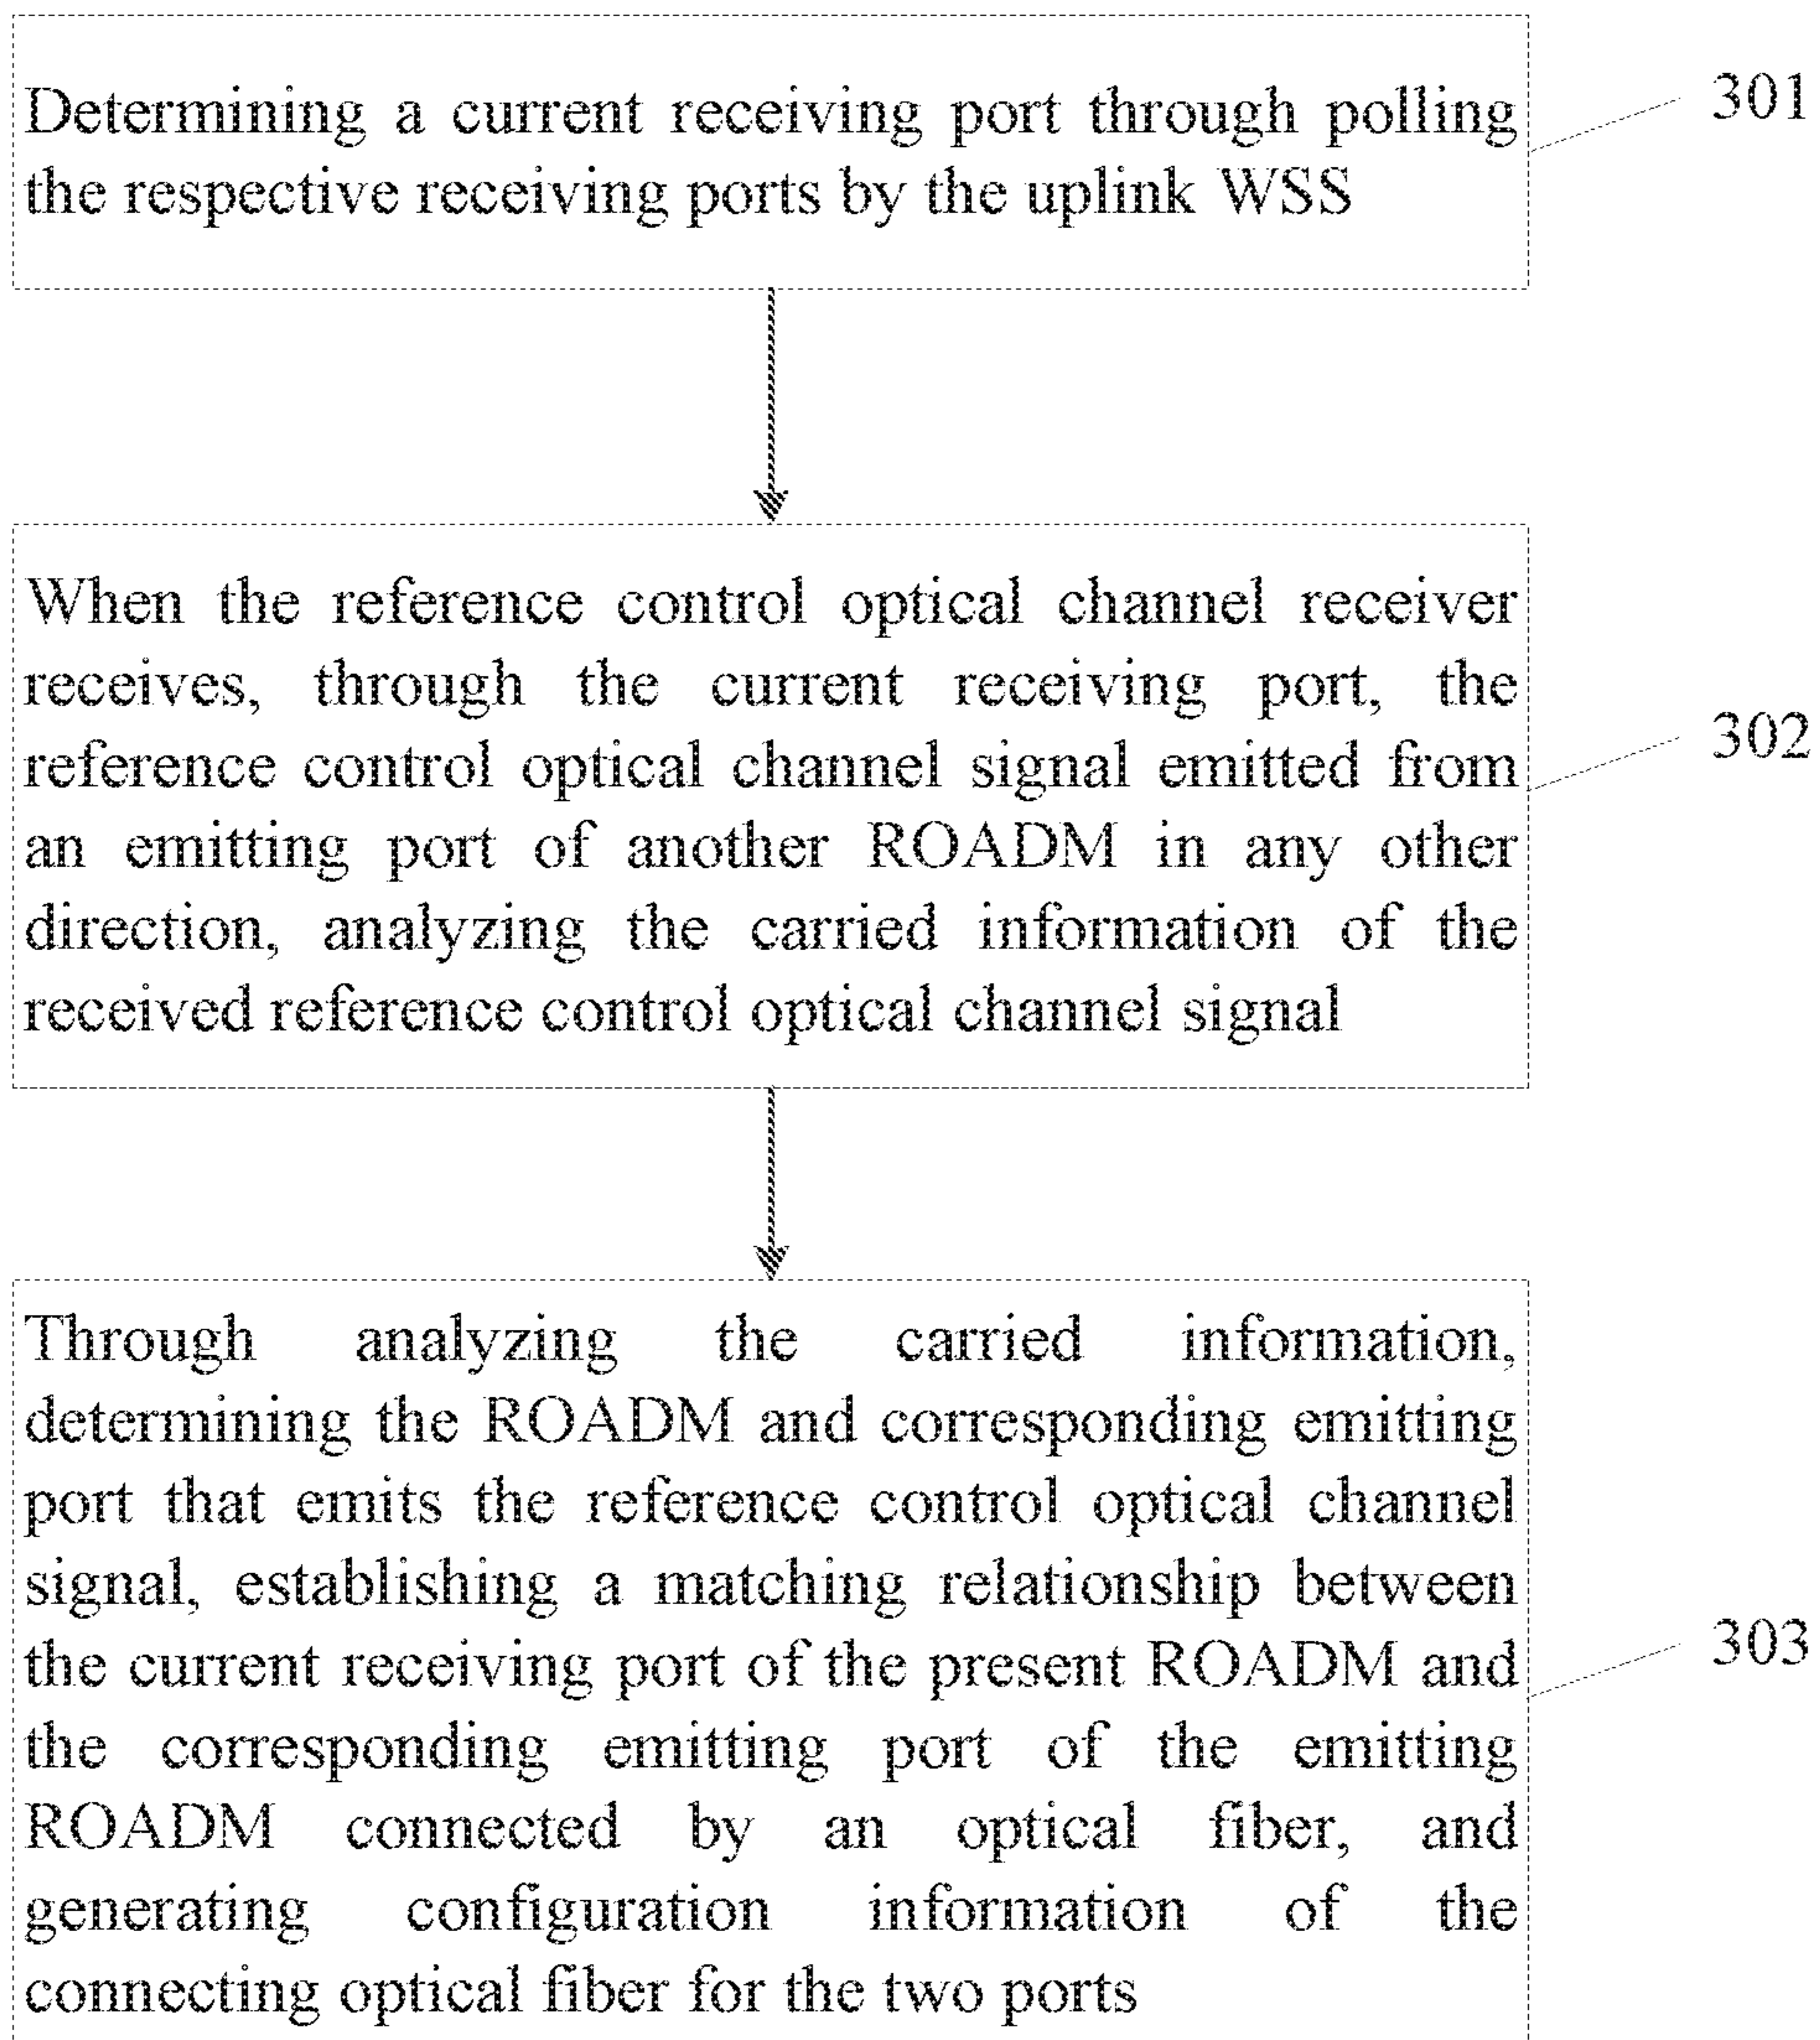 Determining a current receiving port through polling
the respective receiving ports by the uplink WSS
301
When the reference control optical channel receiver
receives, through the current receiving port, the
reference control optical channel signal emitted from
an emitting port of another ROADM in any other
direction, analyzing the carried information of the
received reference control optical channel signal
302
Through analyzing the carried information,
determining the ROADM and corresponding emitting
port that emits the reference control optical channel
signal, establishing a matching relationship between
the current receiving port of the present ROADM and
the corresponding emitting port of the emitting
ROADM connected by an optical fiber, and
generating configuration information of the
connecting optical fiber for the two ports
303